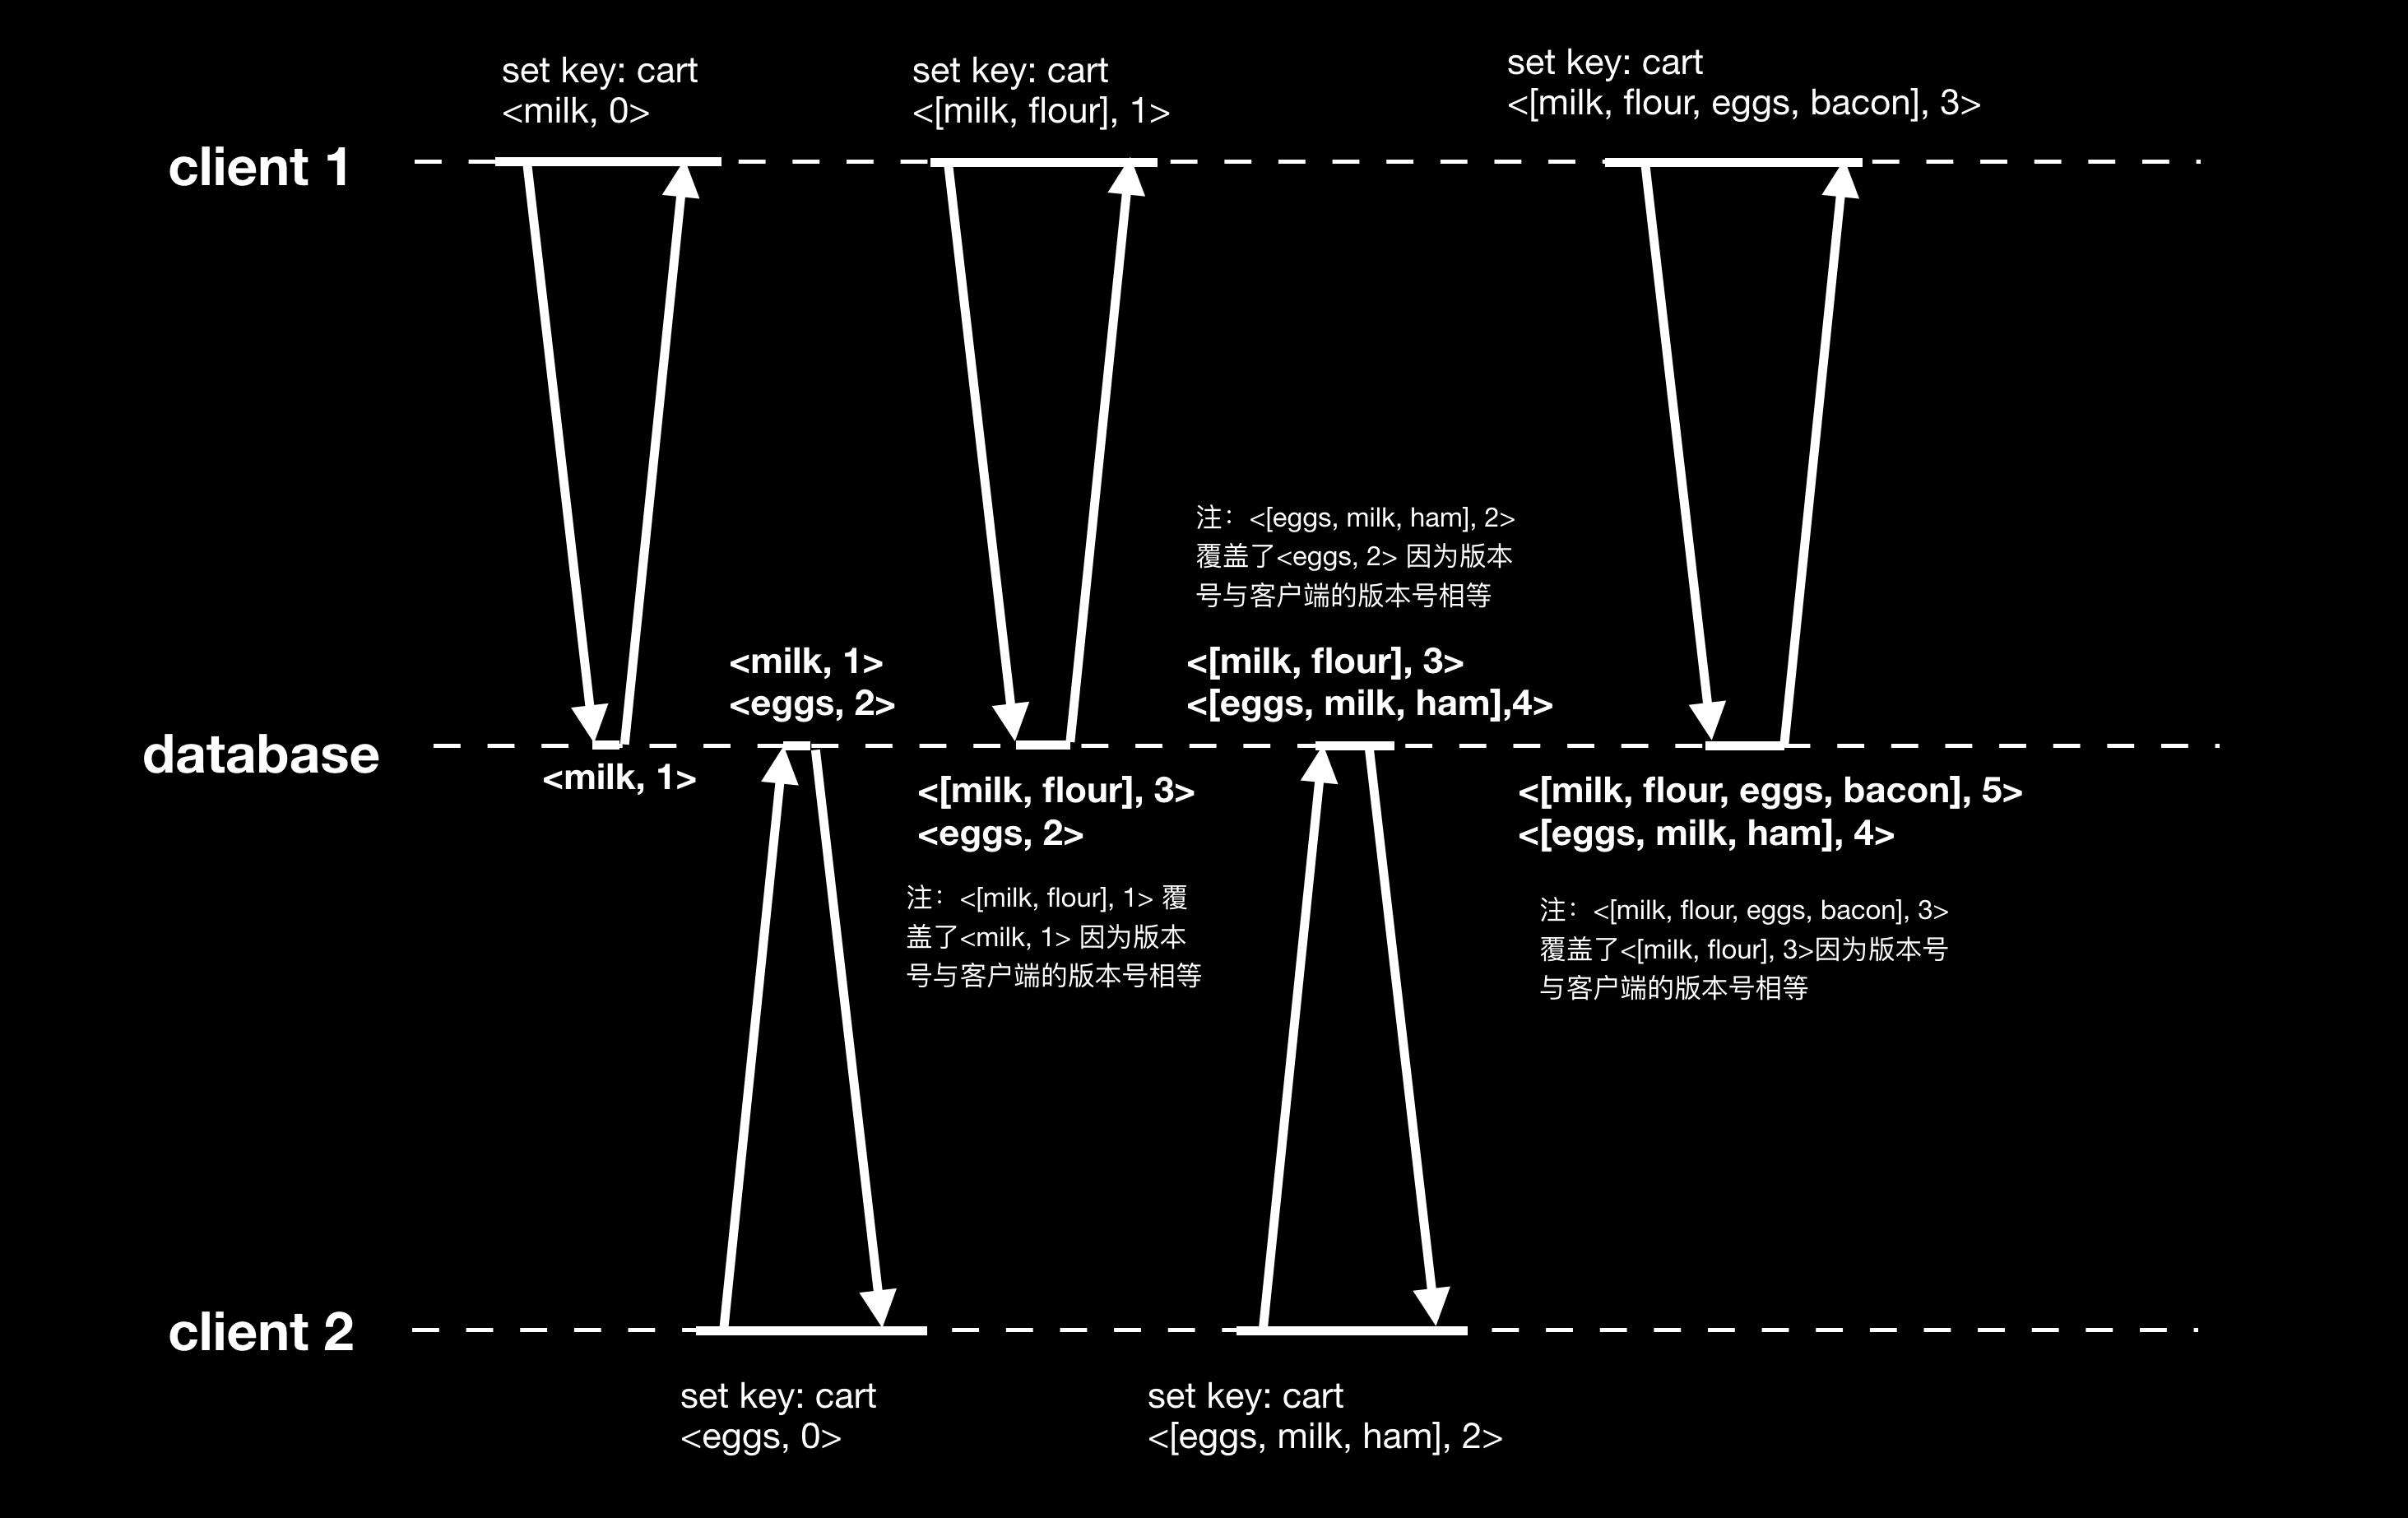 set key: cart
<milk, 0>
set key: cart
<[milk, flour], 1>
set key: cart
<[milk, flour, eggs, bacon], 3>
client 1
注：<[eggs, milk, ham], 2>
覆盖了<eggs, 2> 因为版本
号与客户端的版本号相等
<milk, 1>
<eggs, 2>
<[milk, flour], 3>
<[eggs, milk, ham],4>
database
<milk, 1>
<[milk, flour], 3>
<eggs, 2>
<[milk, flour, eggs, bacon], 5>
<[eggs, milk, ham], 4>
注：<[milk, flour], 1> 覆
盖了<milk, 1> 因为版本
号与客户端的版本号相等
注：<[milk, flour, eggs, bacon], 3>
覆盖了<[milk, flour], 3>因为版本号
与客户端的版本号相等
client 2
set key: cart
<eggs, 0>
set key: cart
<[eggs, milk, ham], 2>